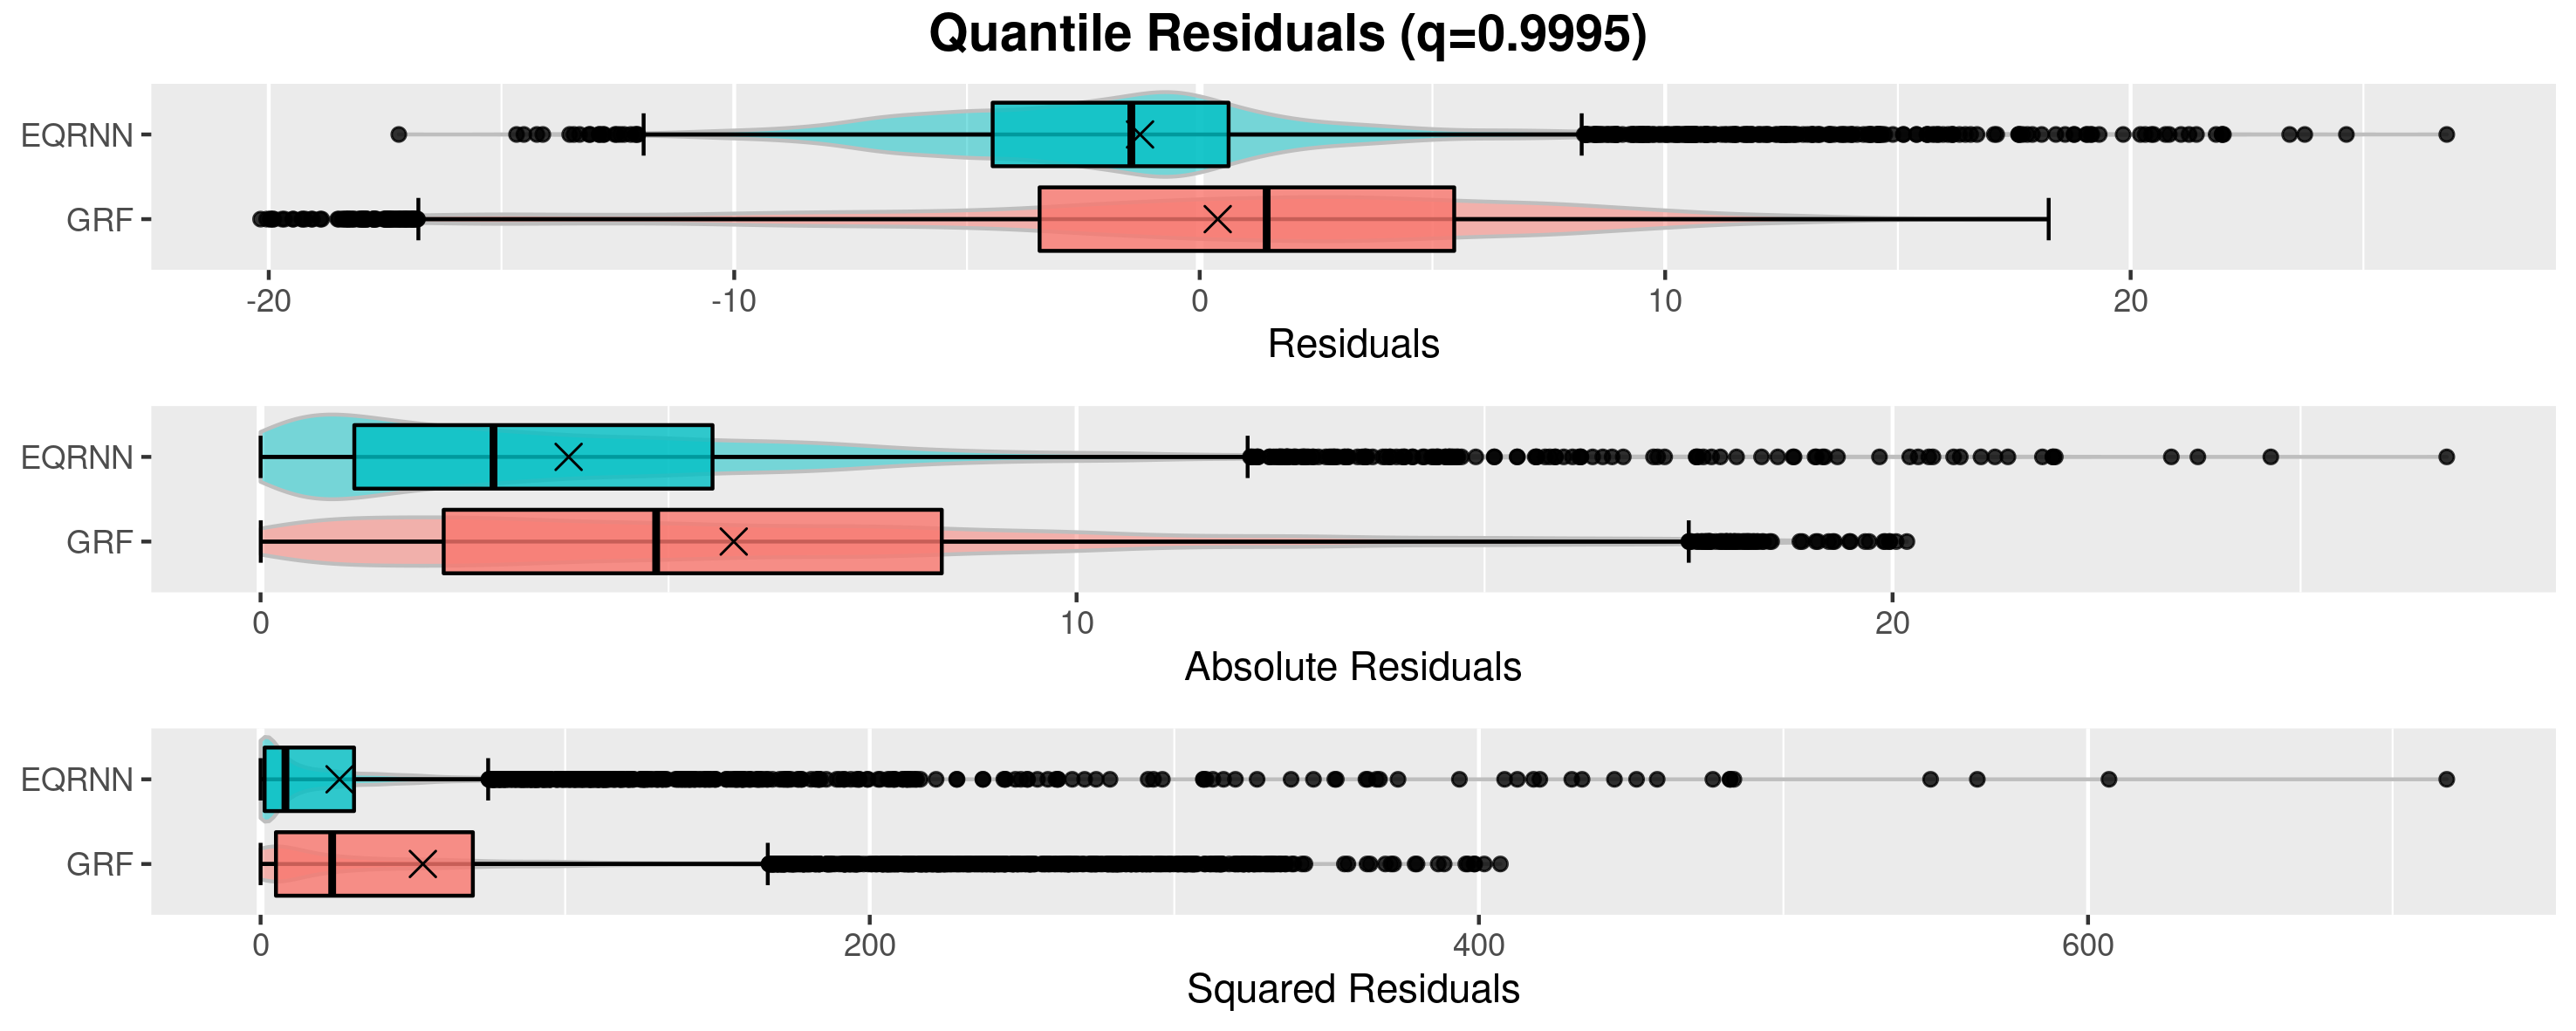 Quantile Residuals (q=0.9995)
EQRNN
GRF
-20 -10 0 10 20
Residuals
EQRNN
GRF
0 10 20
Absolute Residuals
EQRNN
GRF
0 200 400 600
Squared Residuals